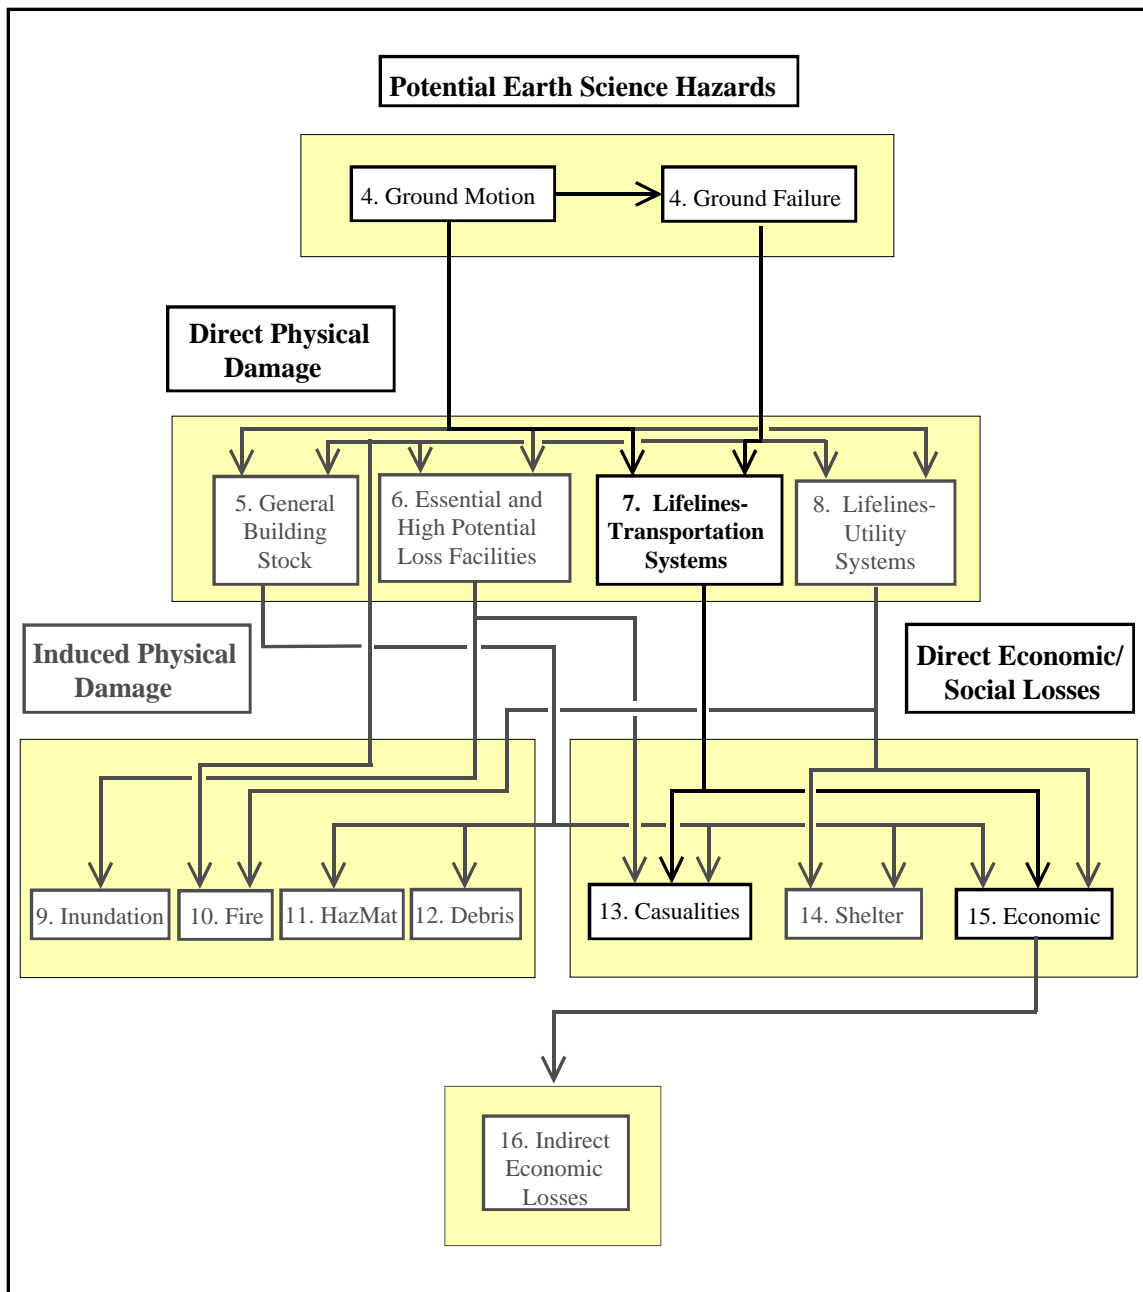 Potential Earth Science Hazards
4. Ground Motion
4. Ground Failure
Direct Physical
Damage
5. General
Building
Stock
6. Essential and
High Potential
Loss Facilities
7. Lifelines-
Transportation
Systems
8. Lifelines-
Utility
Systems
Induced Physical
Damage
Direct Economic/
Social Losses
9. Inundation
10. Fire
11. HazMat
12. Debris
13. Casualities
14. Shelter
15. Economic
16. Indirect
Economic
Losses